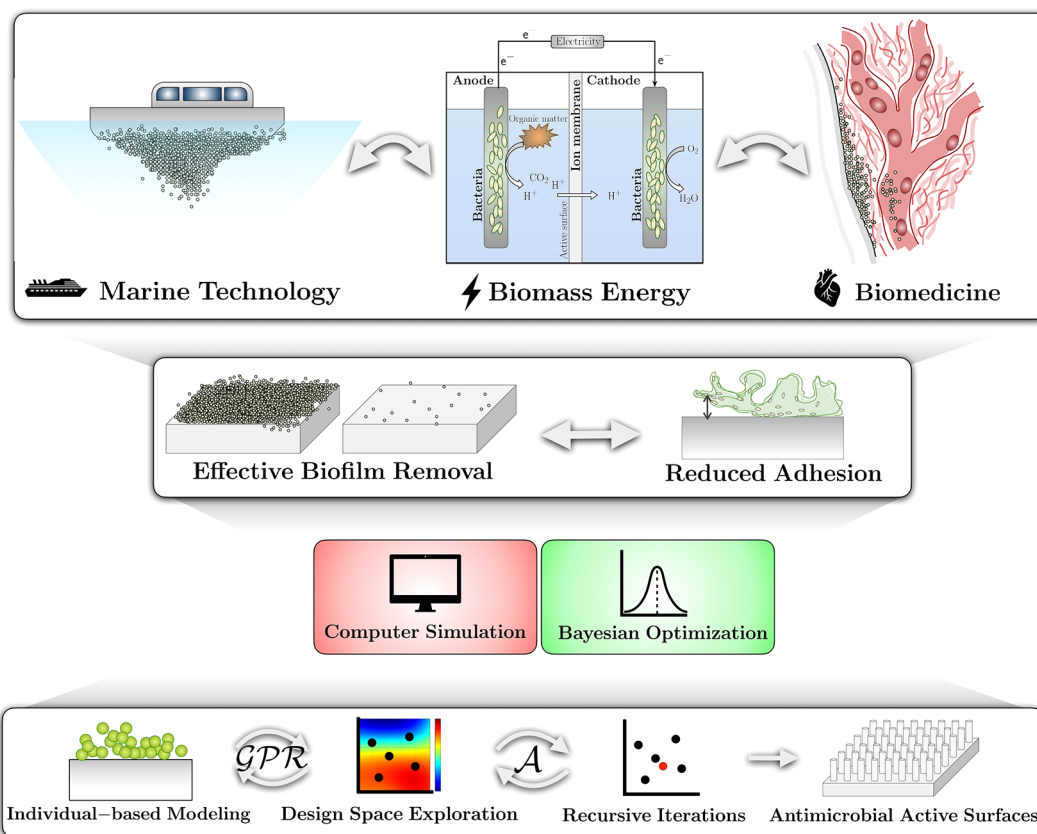 e⁻
Electricity
e⁻
e⁻
Anode
Cathode
Ion membrane
Organic matter
Bacteria
CO₂
H⁺
H⁺
H⁺
Active surface
Bacteria
O₂
H₂O
Marine Technology
Biomass Energy
Biomedicine
Effective Biofilm Removal
Reduced Adhesion
Computer Simulation
Bayesian Optimization
GPR
A
Individual−based Modeling
Design Space Exploration
Recursive Iterations
Antimicrobial Active Surfaces